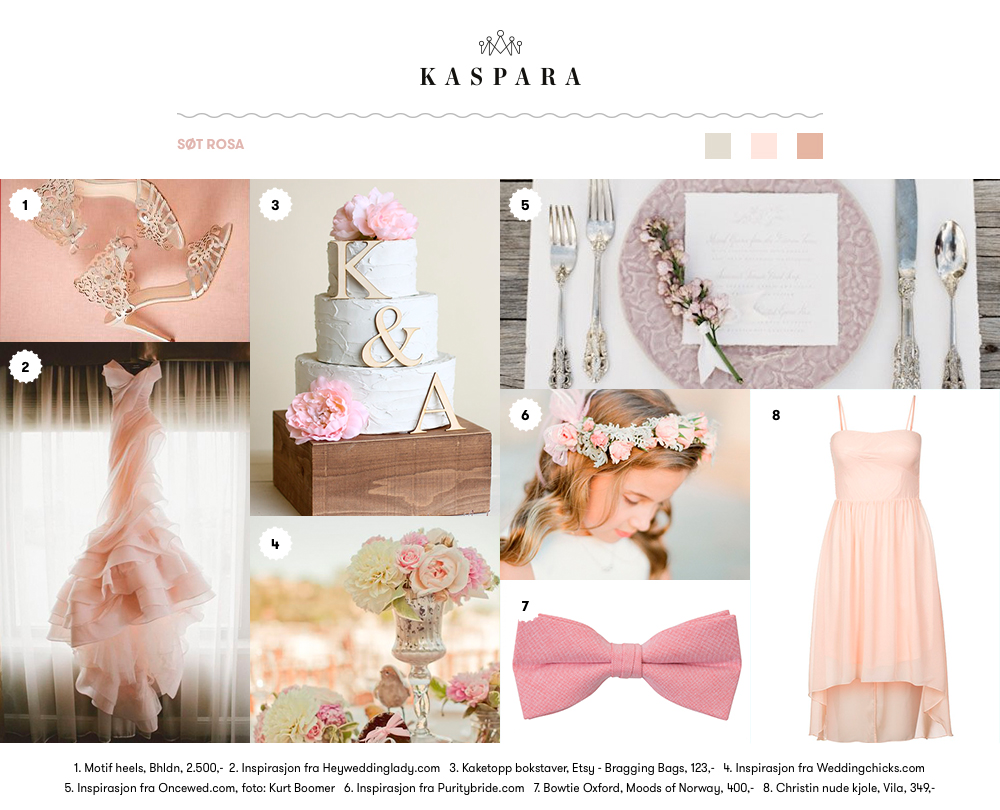 KASPARA
SØT ROSA
1
3
5
K
&
A
2
6
8
4
7
1. Motif heels, Bhldn, 2.500,- 2. Inspirasjon fra Heyweddinglady.com 3. Kaketopp bokstaver, Etsy - Bragging Bags, 123,- 4. Inspirasjon fra Weddingchicks.com
5. Inspirasjon fra Oncewed.com, foto: Kurt Boomer 6. Inspirasjon fra Puritybride.com 7. Bowtie Oxford, Moods of Norway, 400,- 8. Christin nude kjole, Vila, 349,-